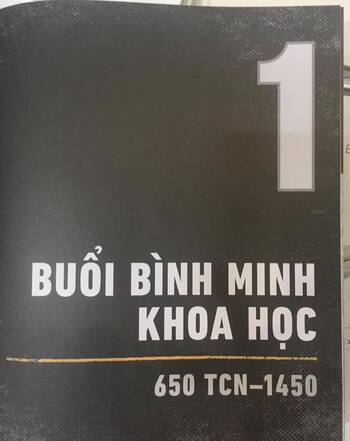 1
BUỔI BÌNH MINH
KHOA HỌC
650 TCN–1450